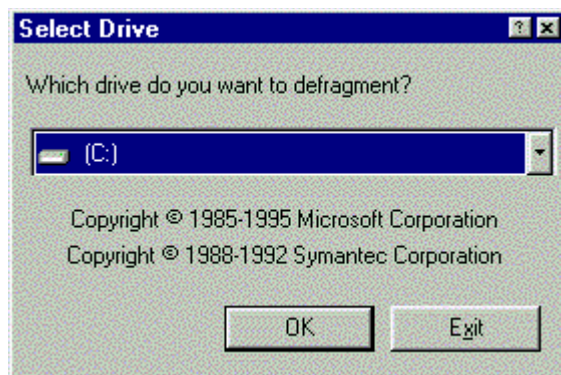 Select Drive
Which drive do you want to defragment?
(C:)
Copyright © 1985-1995 Microsoft Corporation
Copyright © 1988-1992 Symantec Corporation
OK Exit